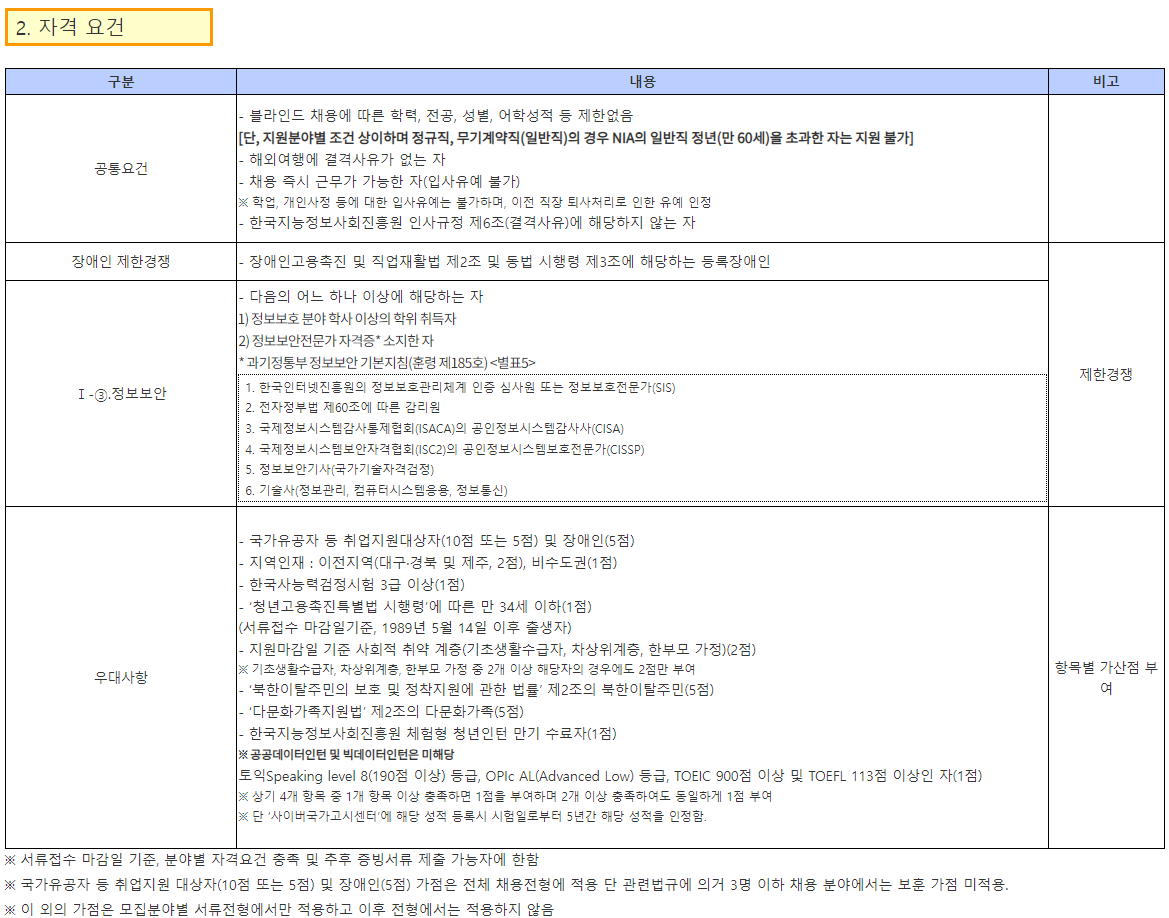 2. 자격 요건
구분
내용
비고
공통요건
- 블라인드 채용에 따른 학력, 전공, 성별, 어학성적 등 제한없음
[단, 지원분야별 조건 상이하며 정규직, 무기계약직(일반직)의 경우 NIA의 일반직 정년(만 60세)을 초과한 자는 지원 불가]
- 해외여행에 결격사유가 없는 자
- 채용 즉시 근무가 가능한 자(입사유예 불가)
※ 학업, 개인사정 등에 대한 입사유예는 불가하며, 이전 직장 퇴사처리로 인한 유예 인정
- 한국지능정보사회진흥원 인사규정 제6조(결격사유)에 해당하지 않는 자
장애인 제한경쟁
- 장애인고용촉진 및 직업재활법 제2조 및 동법 시행령 제3조에 해당하는 등록장애인
제한경쟁
Ⅰ-③.정보보안
- 다음의 어느 하나 이상에 해당하는 자
1) 정보보호 분야 학사 이상의 학위 취득자
2) 정보보안전문가 자격증* 소지한 자
* 과기정통부 정보보안 기본지침(훈령 제185호) <별표5>
1. 한국인터넷진흥원의 정보보호관리체계 인증 심사원 또는 정보보호전문가(SIS)
2. 전자정부법 제60조에 따른 감리원
3. 국제정보시스템감사통제협회(ISACA)의 공인정보시스템감사사(CISA)
4. 국제정보시스템보안자격협회(ISC2)의 공인정보시스템보호전문가(CISSP)
5. 정보보안기사(국가기술자격검정)
6. 기술사(정보관리, 컴퓨터시스템응용, 정보통신)
우대사항
- 국가유공자 등 취업지원대상자(10점 또는 5점) 및 장애인(5점)
- 지역인재 : 이전지역(대구·경북 및 제주, 2점), 비수도권(1점)
- 한국사능력검정시험 3급 이상(1점)
- ‘청년고용촉진특별법 시행령’에 따른 만 34세 이하(1점)
(서류접수 마감일기준, 1989년 5월 14일 이후 출생자)
- 지원마감일 기준 사회적 취약 계층(기초생활수급자, 차상위계층, 한부모 가정)(2점)
※ 기초생활수급자, 차상위계층, 한부모 가정 중 2개 이상 해당자의 경우에도 2점만 부여
- ‘북한이탈주민의 보호 및 정착지원에 관한 법률’ 제2조의 북한이탈주민(5점)
- ‘다문화가족지원법’ 제2조의 다문화가족(5점)
- 한국지능정보사회진흥원 체험형 청년인턴 만기 수료자(1점)
※ 공공데이터인턴 및 빅데이터인턴은 미해당
토익Speaking level 8(190점 이상) 등급, OPIc AL(Advanced Low) 등급, TOEIC 900점 이상 및 TOEFL 113점 이상인 자(1점)
※ 상기 4개 항목 중 1개 항목 이상 충족하면 1점을 부여하며 2개 이상 충족하여도 동일하게 1점 부여
※ 단 ‘사이버국가고시센터’에 해당 성적 등록시 시험일로부터 5년간 해당 성적을 인정함.
항목별 가산점 부
여
※ 서류접수 마감일 기준, 분야별 자격요건 충족 및 추후 증빙서류 제출 가능자에 한함
※ 국가유공자 등 취업지원 대상자(10점 또는 5점) 및 장애인(5점) 가점은 전체 채용전형에 적용 단 관련법규에 의거 3명 이하 채용 분야에서는 보훈 가점 미적용.
※ 이 외의 가점은 모집분야별 서류전형에서만 적용하고 이후 전형에서는 적용하지 않음